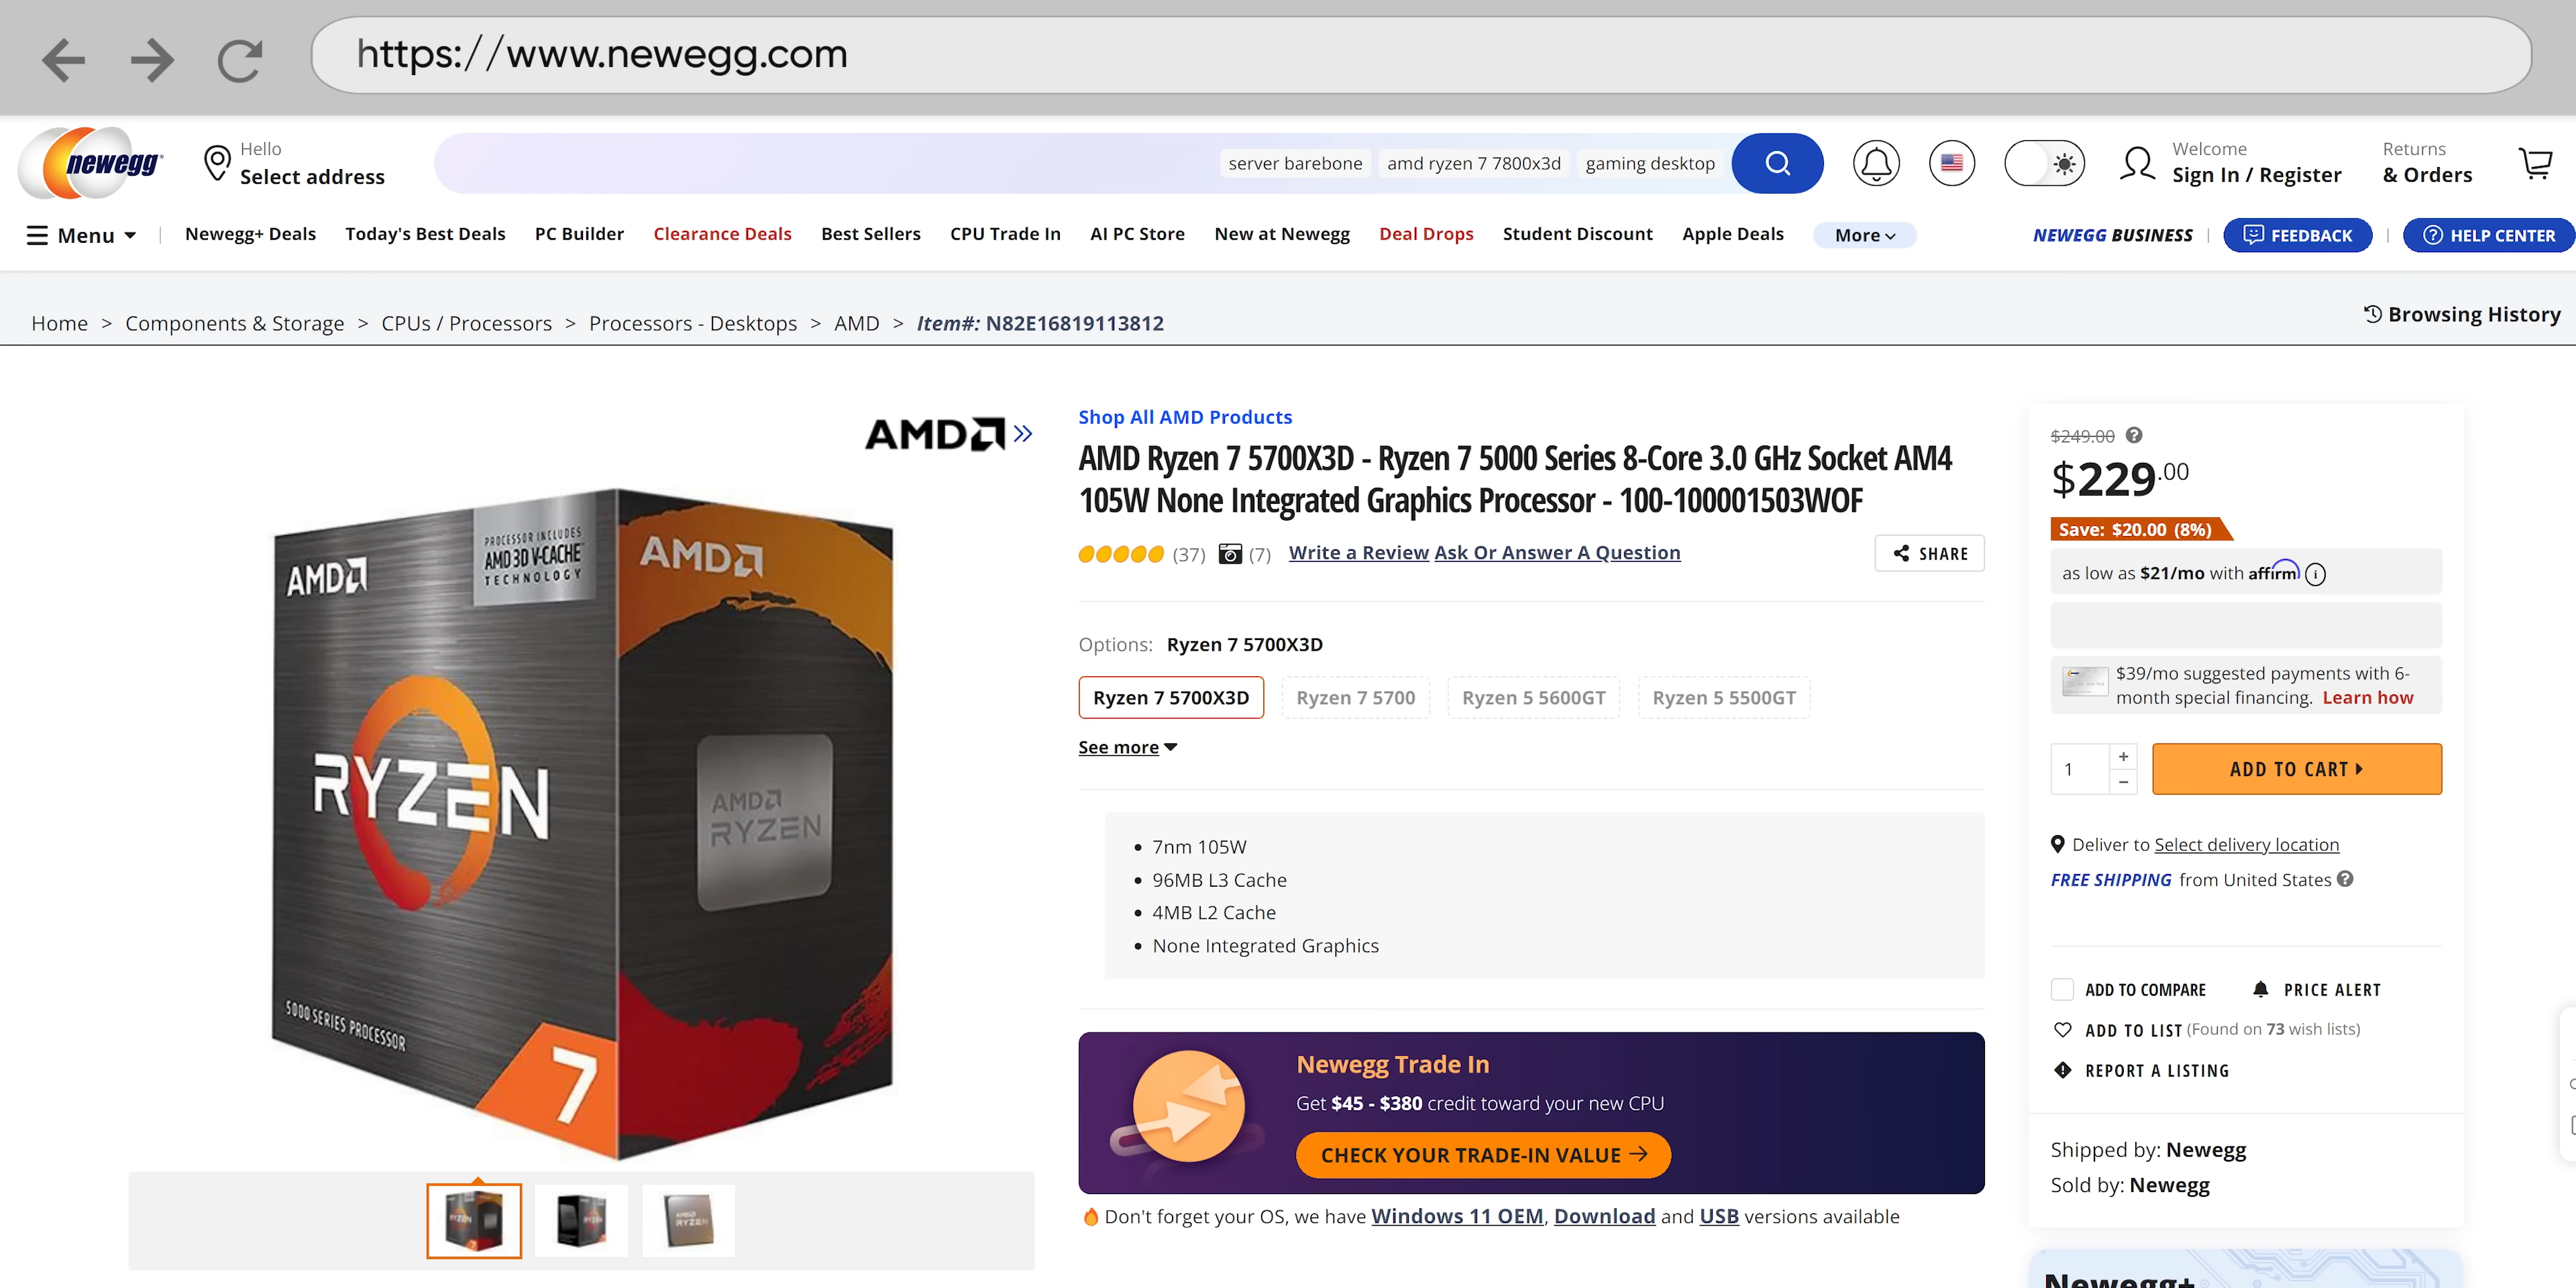 https://www.newegg.com
newegg
Hello
Select address
server barebone amd ryzen 7 7800x3d gaming desktop
Welcome
Sign In / Register
Returns
& Orders
Menu
Newegg+ Deals Today's Best Deals PC Builder Clearance Deals Best Sellers CPU Trade In AI PC Store New at Newegg Deal Drops Student Discount Apple Deals More
NEWEGG BUSINESS FEEDBACK HELP CENTER
Home > Components & Storage > CPUs / Processors > Processors - Desktops > AMD > Item#: N82E16819113812
Browsing History
AMD
PROCESSOR INCLUDES
AMD 3D V-CACHE
TECHNOLOGY
AMD
AMD
RYZEN
AMD
RYZEN
5000 SERIES PROCESSOR
7
Shop All AMD Products
AMD Ryzen 7 5700X3D - Ryzen 7 5000 Series 8-Core 3.0 GHz Socket AM4
105W None Integrated Graphics Processor - 100-100001503WOF
(37) (7) Write a Review Ask Or Answer A Question
SHARE
Options: Ryzen 7 5700X3D
Ryzen 7 5700X3D Ryzen 7 5700 Ryzen 5 5600GT Ryzen 5 5500GT
See more
• 7nm 105W
• 96MB L3 Cache
• 4MB L2 Cache
• None Integrated Graphics
Newegg Trade In
Get $45 - $380 credit toward your new CPU
CHECK YOUR TRADE-IN VALUE →
Don't forget your OS, we have Windows 11 OEM, Download and USB versions available
$249.00
$229.00
Save: $20.00 (8%)
as low as $21/mo with affirm
$39/mo suggested payments with 6-
month special financing. Learn how
1 + −
ADD TO CART
Deliver to Select delivery location
FREE SHIPPING from United States
ADD TO COMPARE PRICE ALERT
ADD TO LIST (Found on 73 wish lists)
REPORT A LISTING
Shipped by: Newegg
Sold by: Newegg
Newegg+